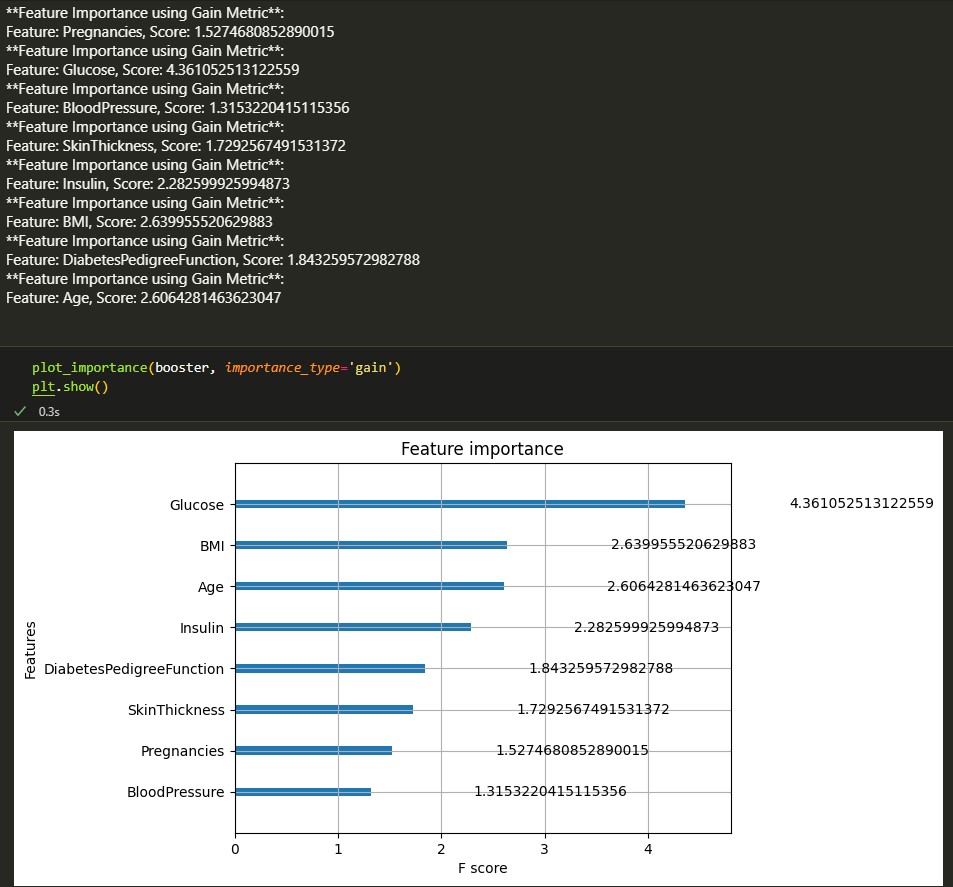 **Feature Importance using Gain Metric**:
Feature: Pregnancies, Score: 1.5274680852890015
**Feature Importance using Gain Metric**:
Feature: Glucose, Score: 4.361052513122559
**Feature Importance using Gain Metric**:
Feature: BloodPressure, Score: 1.3153220415115356
**Feature Importance using Gain Metric**:
Feature: SkinThickness, Score: 1.7292567491531372
**Feature Importance using Gain Metric**:
Feature: Insulin, Score: 2.282599925994873
**Feature Importance using Gain Metric**:
Feature: BMI, Score: 2.639955520629883
**Feature Importance using Gain Metric**:
Feature: DiabetesPedigreeFunction, Score: 1.843259572982788
**Feature Importance using Gain Metric**:
Feature: Age, Score: 2.6064281463623047
plot_importance(booster, importance_type='gain')
plt.show()
0.3s
Feature importance
Glucose 4.361052513122559
BMI 2.639955520629883
Age 2.6064281463623047
Insulin 2.282599925994873
DiabetesPedigreeFunction 1.843259572982788
SkinThickness 1.7292567491531372
Pregnancies 1.5274680852890015
BloodPressure 1.3153220415115356
Features
0 1 2 3 4
F score